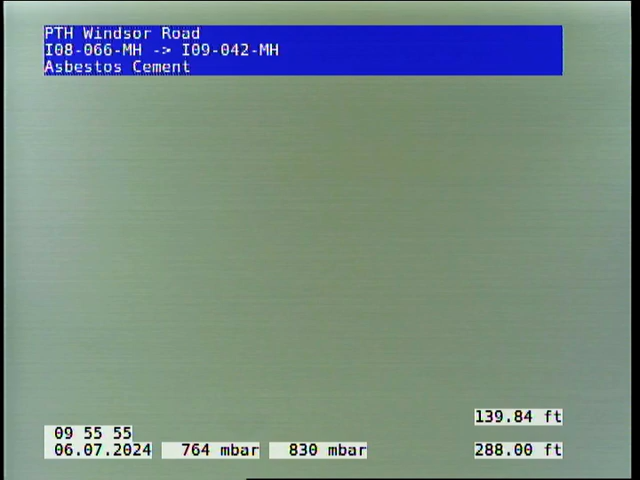 PTH Windsor Road
I08-066-MH -> I09-042-MH
Asbestos Cement
139.84 ft
09 55 55
06.07.2024 764 mbar 830 mbar 288.00 ft